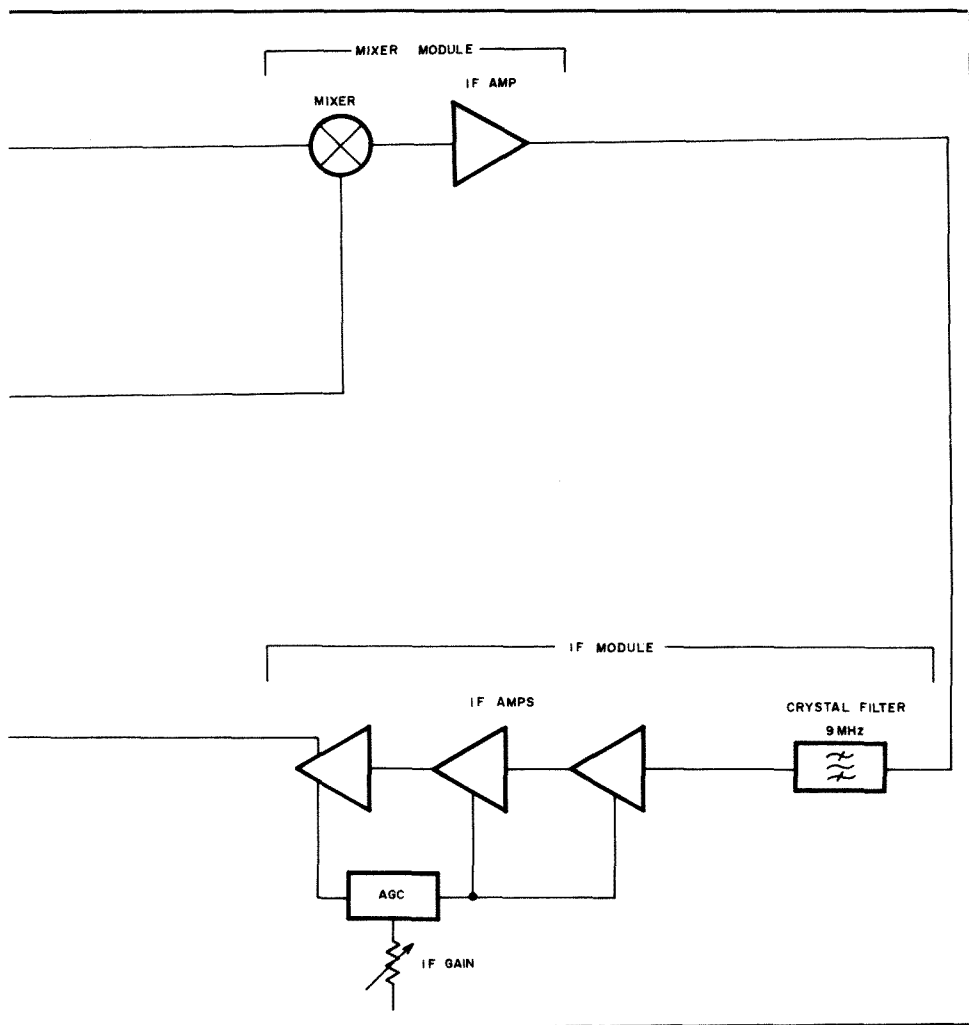 MIXER MODULE
IF AMP
MIXER
IF MODULE
IF AMPS
CRYSTAL FILTER
9 MHz
AGC
IF GAIN